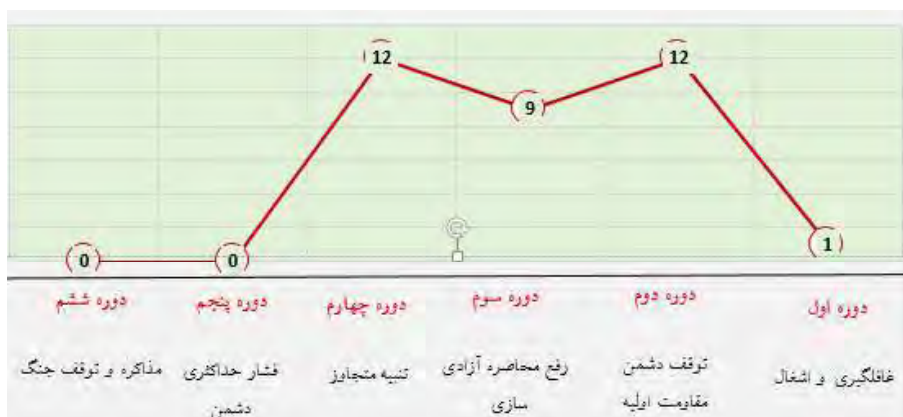 12
9
12
1
0
0
دوره اول
دوره دوم
دوره سوم
دوره چهارم
دوره پنجم
دوره ششم
غافلگیری و اشغال
توقف دشمن
مقاومت اولیه
رفع محاصره آزادی
سازی
تنبیه متجاوز
فشار حداکثری
دشمن
مذاکره و توقف جنگ